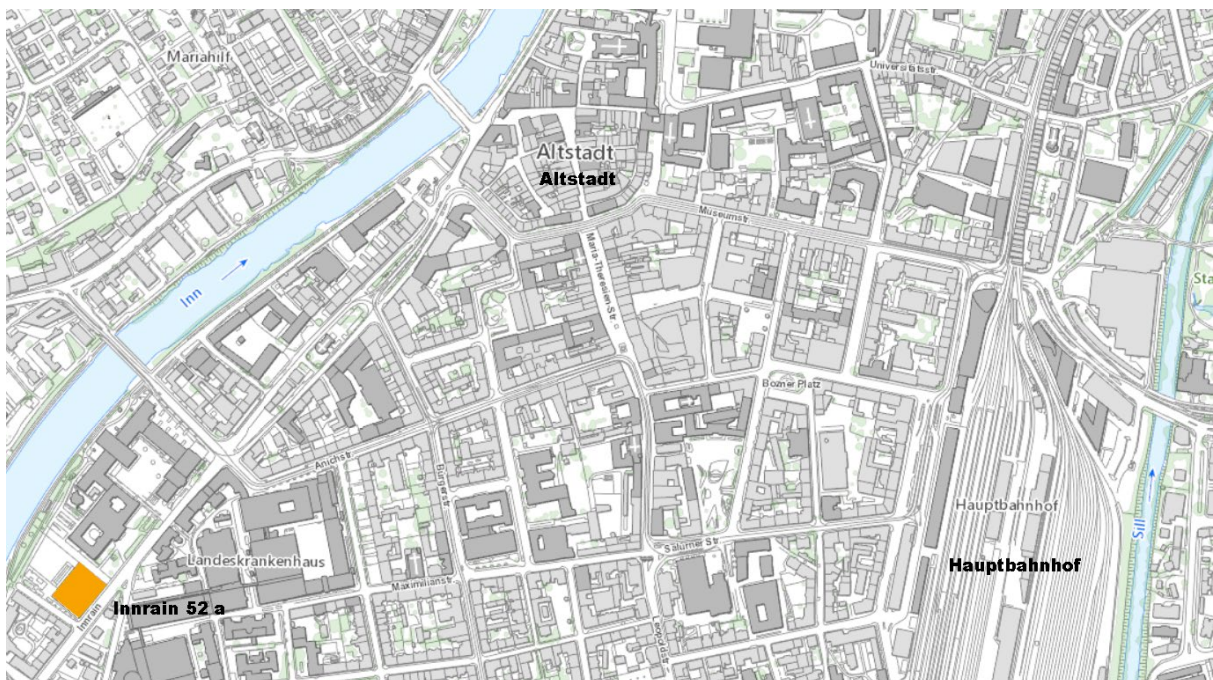 Mariahilf
Universitätsstr
Altstadt
Altstadt
Museumstr
Maria-Theresien-Str
Inn
Sta
Bozner Platz
Anichstr
Bürgerstr
Hauptbahnhof
Sill
Salurner Str
Landeskrankenhaus
Hauptbahnhof
Maximilianstr
Innrain 52 a
Innrain
Leopoldstr